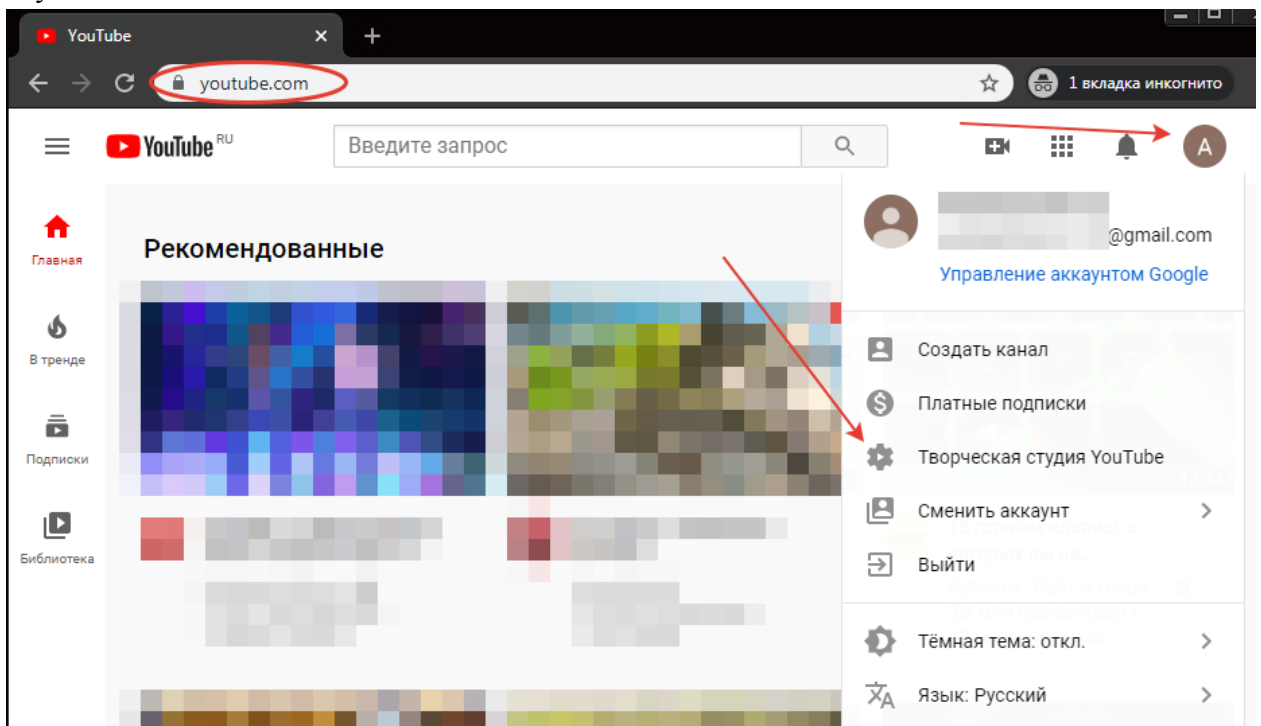 YouTube
youtube.com
1 вкладка инкогнито
YouTube RU
Введите запрос
A
@gmail.com
Управление аккаунтом Google
Главная
Рекомендованные
В тренде
Подписки
Библиотека
Создать канал
Платные подписки
Творческая студия YouTube
Сменить аккаунт
Выйти
Тёмная тема: откл.
Язык: Русский